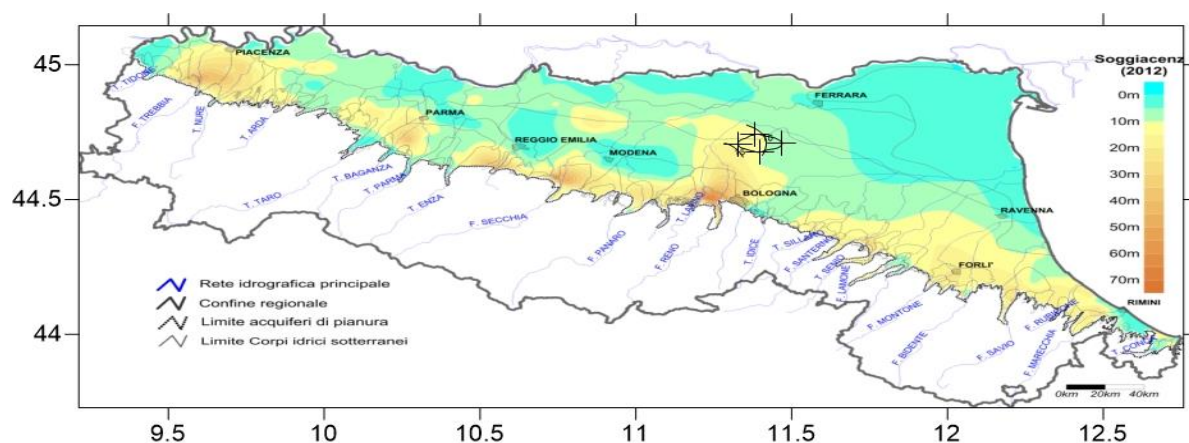 45
44.5
44
PIACENZA
PARMA
REGGIO EMILIA
MODENA
BOLOGNA
FERRARA
RAVENNA
FORLI'
RIMINI
T. TIDONE
F. TREBBIA
T. NURE
T. ARDA
T. TARO
T. BAGANZA
T. PARMA
T. ENZA
F. SECCHIA
F. PANARO
F. RENO
T. IDICE
T. SILLARO
F. SANTERNO
T. SENIO
F. LAMONE
F. MONTONE
F. BIDENTE
F. SAVIO
F. RUBICONE
F. MARECCHIA
T. CONCA
Soggiacenz
(2012)
0m
10m
20m
30m
40m
50m
60m
70m
Rete idrografica principale
Confine regionale
Limite acquiferi di pianura
Limite Corpi idrici sotterranei
0km 20km 40km
9.5 10 10.5 11 11.5 12 12.5